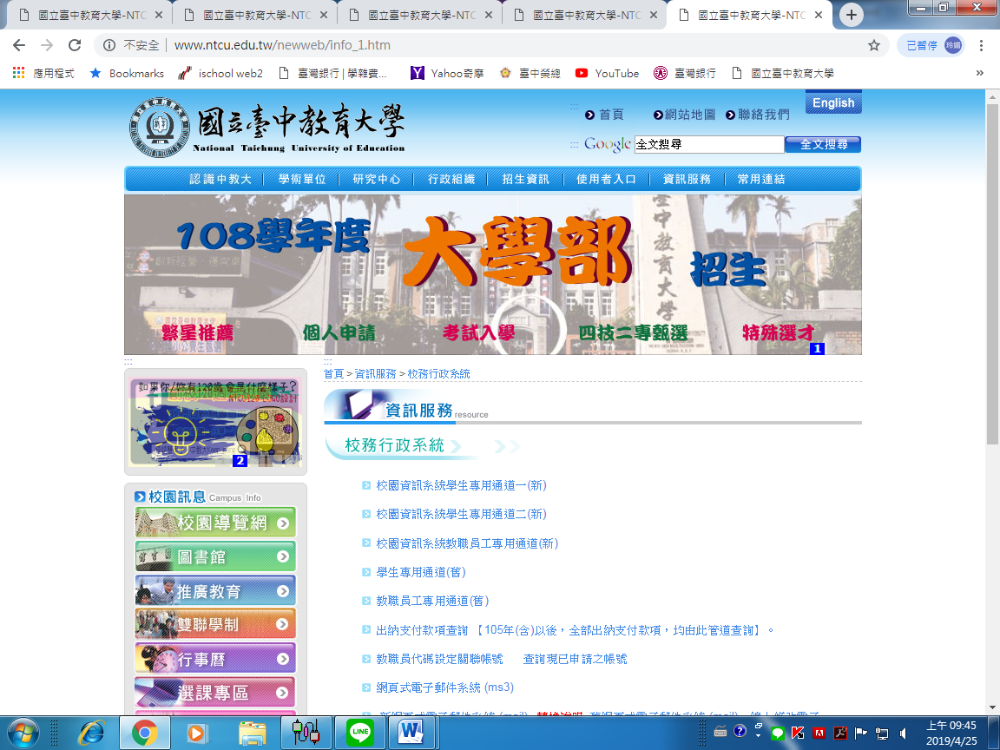 國立臺中教育大學-NTC
國立臺中教育大學-NTC
國立臺中教育大學-NTC
國立臺中教育大學-NTC
國立臺中教育大學-NTC
不安全 www.ntcu.edu.tw/newweb/info_1.htm
已暫停
應用程式 Bookmarks ischool web2 臺灣銀行 | 學雜費... Yahoo奇摩 臺中榮總 YouTube 臺灣銀行 國立臺中教育大學 »
English
國立臺中教育大學
National Taichung University of Education
::: 首頁 網站地圖 聯絡我們
::: Google 全文搜尋 全文搜尋
認識中教大 學術單位 研究中心 行政組織 招生資訊 使用者入口 資訊服務 常用連結
臺中教育大學
108學年度 大學部 招生
繁星推薦 個人申請 考試入學 四技二專甄選 特殊選才
1
:::
:::
首頁 > 資訊服務 > 校務行政系統
如果你/妳有120歲會是什麼樣子?
2
資訊服務 resource
校務行政系統
校園資訊系統學生專用通道一(新)
校園資訊系統學生專用通道二(新)
校園資訊系統教職員工專用通道(新)
學生專用通道(舊)
教職員工專用通道(舊)
出納支付款項查詢 【105年(含)以後，全部出納支付款項，均由此管道查詢】。
教職員代碼設定關聯帳號 查詢現已申請之帳號
網頁式電子郵件系統 (ms3)
校園訊息 Campus Info
校園導覽網
圖書館
推廣教育
雙聯學制
行事曆
選課專區
上午 09:45
2019/4/25